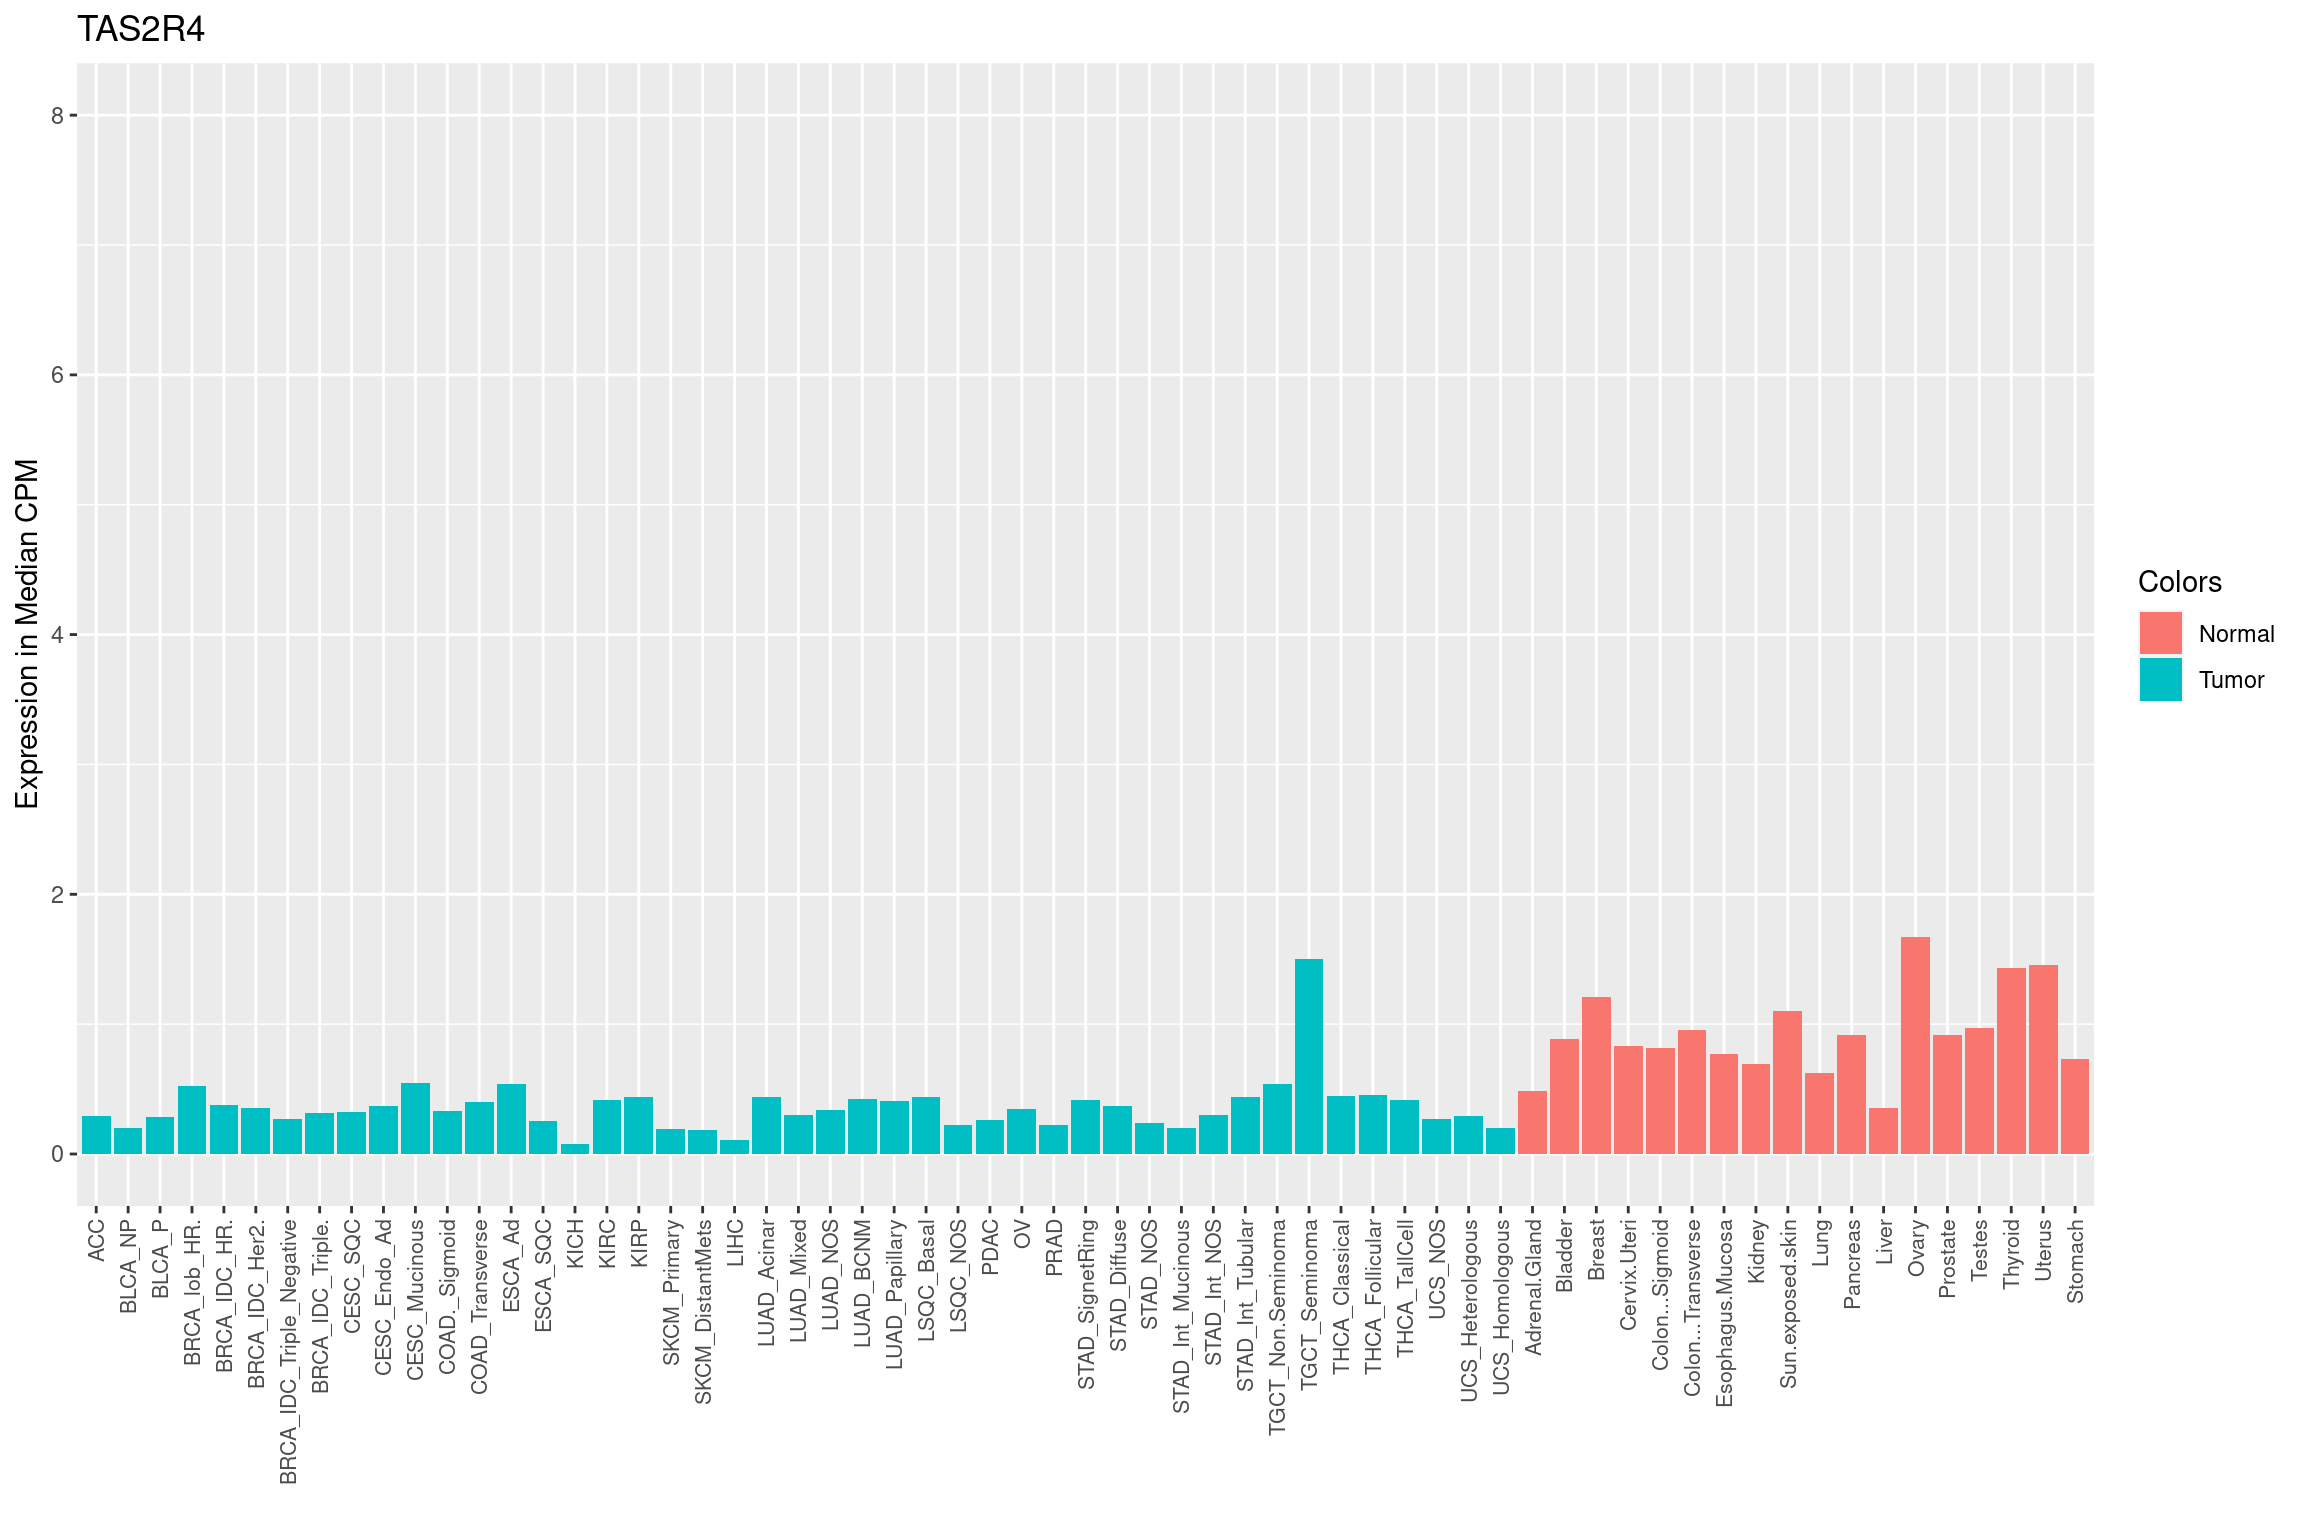 TAS2R4
Expression in Median CPM
8
6
4
2
0
ACC
BLCA_NP
BLCA_P
BRCA_lob_HR.
BRCA_IDC_HR.
BRCA_IDC_Her2.
BRCA_IDC_Triple_Negative
BRCA_IDC_Triple.
CESC_SQC
CESC_Endo_Ad
CESC_Mucinous
COAD._Sigmoid
COAD_Transverse
ESCA_Ad
ESCA_SQC
KICH
KIRC
KIRP
SKCM_Primary
SKCM_DistantMets
LIHC
LUAD_Acinar
LUAD_Mixed
LUAD_NOS
LUAD_BCNM
LUAD_Papillary
LSQC_Basal
LSQC_NOS
PDAC
OV
PRAD
STAD_SignetRing
STAD_Diffuse
STAD_NOS
STAD_Int_Mucinous
STAD_Int_NOS
STAD_Int_Tubular
TGCT_Non.Seminoma
TGCT_Seminoma
THCA_Classical
THCA_Follicular
THCA_TallCell
UCS_NOS
UCS_Heterologous
UCS_Homologous
Adrenal.Gland
Bladder
Breast
Cervix.Uteri
Colon...Sigmoid
Colon...Transverse
Esophagus.Mucosa
Kidney
Sun.exposed.skin
Lung
Pancreas
Liver
Ovary
Prostate
Testes
Thyroid
Uterus
Stomach
Colors
Normal
Tumor